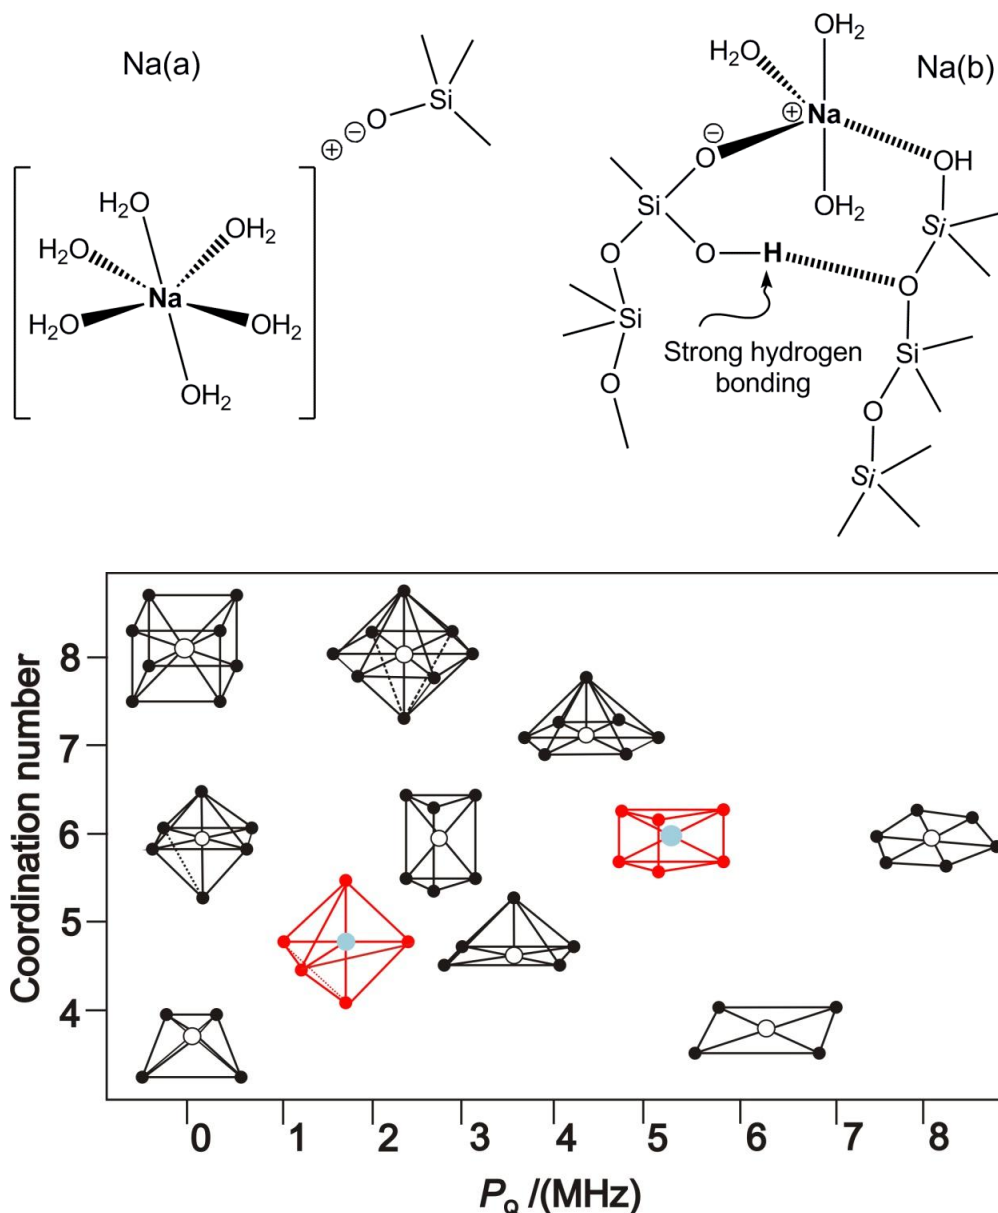 Na(a)
O
Si
⊕ ⊖
H₂O
OH₂
H₂O
Na
H₂O
OH₂
OH₂
OH₂
H₂O
Na(b)
⊕ Na
⊖
O
OH
Si
OH₂
Si
O
O
H
O
Si
Strong hydrogen
bonding
Si
O
O
Si
Coordination number
8
7
6
5
4
0 1 2 3 4 5 6 7 8
P_Q /(MHz)